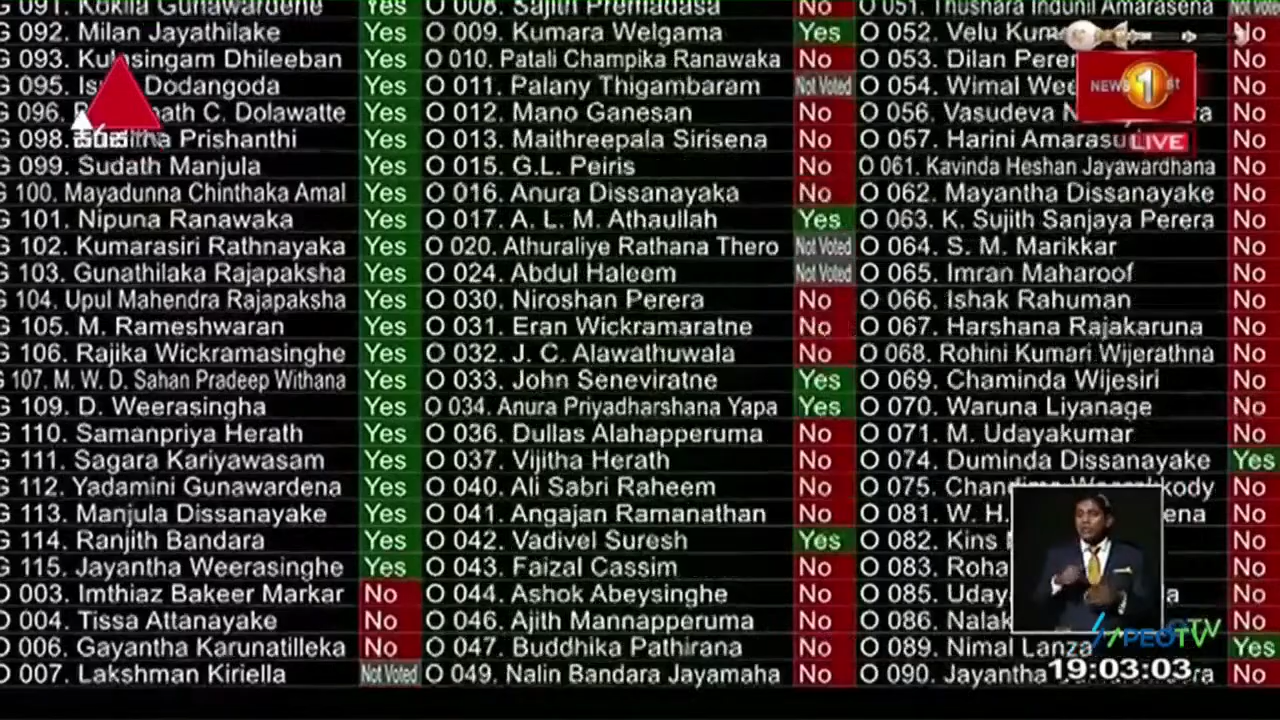 G 091. Kokila Gunawardene Yes
G 092. Milan Jayathilake Yes
G 093. Kulasingam Dhileeban Yes
G 095. Dodangoda Yes
G 096. C. Dolawatte Yes
G 098. Prishanthi Yes
G 099. Sudath Manjula Yes
G 100. Mayadunna Chinthaka Amal Yes
G 101. Nipuna Ranawaka Yes
G 102. Kumarasiri Rathnayaka Yes
G 103. Gunathilaka Rajapaksha Yes
G 104. Upul Mahendra Rajapaksha Yes
G 105. M. Rameshwaran Yes
G 106. Rajika Wickramasinghe Yes
G 107. M. W. D. Sahan Pradeep Withana Yes
G 109. D. Weerasingha Yes
G 110. Samanpriya Herath Yes
G 111. Sagara Kariyawasam Yes
G 112. Yadamini Gunawardena Yes
G 113. Manjula Dissanayake Yes
G 114. Ranjith Bandara Yes
G 115. Jayantha Weerasinghe Yes
O 003. Imthiaz Bakeer Markar No
O 004. Tissa Attanayake No
O 006. Gayantha Karunatilleka No
O 007. Lakshman Kiriella Not Voted
O 008. Sajith Premadasa No
O 009. Kumara Welgama Yes
O 010. Patali Champika Ranawaka No
O 011. Palany Thigambaram Not Voted
O 012. Mano Ganesan No
O 013. Maithreepala Sirisena No
O 015. G.L. Peiris No
O 016. Anura Dissanayaka No
O 017. A. L. M. Athaullah Yes
O 020. Athuraliye Rathana Thero Not Voted
O 024. Abdul Haleem Not Voted
O 030. Niroshan Perera No
O 031. Eran Wickramaratne No
O 032. J. C. Alawathuwala No
O 033. John Seneviratne Yes
O 034. Anura Priyadharshana Yapa Yes
O 036. Dullas Alahapperuma No
O 037. Vijitha Herath No
O 040. Ali Sabri Raheem No
O 041. Angajan Ramanathan No
O 042. Vadivel Suresh Yes
O 043. Faizal Cassim No
O 044. Ashok Abeysinghe No
O 046. Ajith Mannapperuma No
O 047. Buddhika Pathirana No
O 049. Nalin Bandara Jayamaha No
O 051. Thushara Indunil Amarasena Not Voted
O 052. Velu No
O 053. Dilan No
O 054. Wimal No
O 056. Vasudeva No
O 057. Harini No
O 061. Kavinda Heshan Jayawardhana No
O 062. Mayantha Dissanayake No
O 063. K. Sujith Sanjaya Perera No
O 064. S. M. Marikkar No
O 065. Imran Maharoof No
O 066. Ishak Rahuman No
O 067. Harshana Rajakaruna No
O 068. Rohini Kumari Wijerathna No
O 069. Chaminda Wijesiri No
O 070. Waruna Liyanage No
O 071. M. Udayakumar No
O 074. Duminda Dissanayake Yes
O 075. No
O 081. W. H. No
O 082. Kins No
O 083. No
O 085. No
O 086. No
O 089. Nimal Lanza Yes
O 090. Jayantha No
NEWS 1st
LIVE
PEO TV
19:03:03